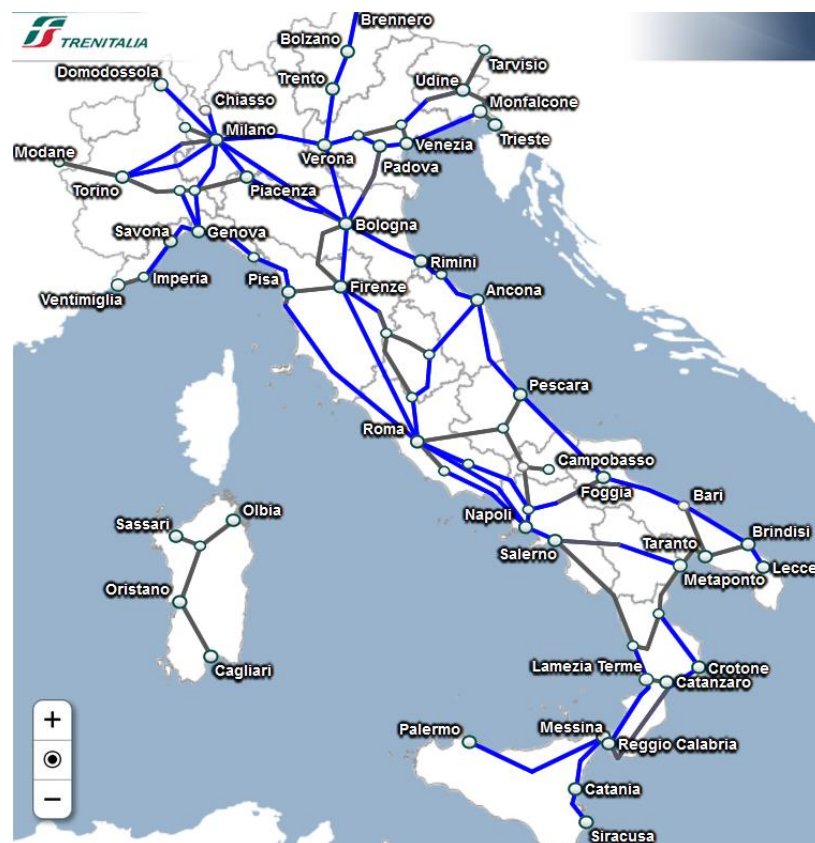 TRENITALIA
Brennero
Bolzano
Tarvisio
Domodossola
Trento
Udine
Chiasso
Monfalcone
Milano
Trieste
Modane
Verona
Venezia
Padova
Torino
Piacenza
Savona
Genova
Bologna
Rimini
Imperia
Pisa
Firenze
Ancona
Ventimiglia
Pescara
Roma
Campobasso
Foggia
Bari
Olbia
Napoli
Sassari
Brindisi
Salerno
Taranto
Lecce
Metaponto
Oristano
Lamezia Terme
Crotone
Cagliari
Catanzaro
Palermo
Messina
Reggio Calabria
Catania
Siracusa
+
−